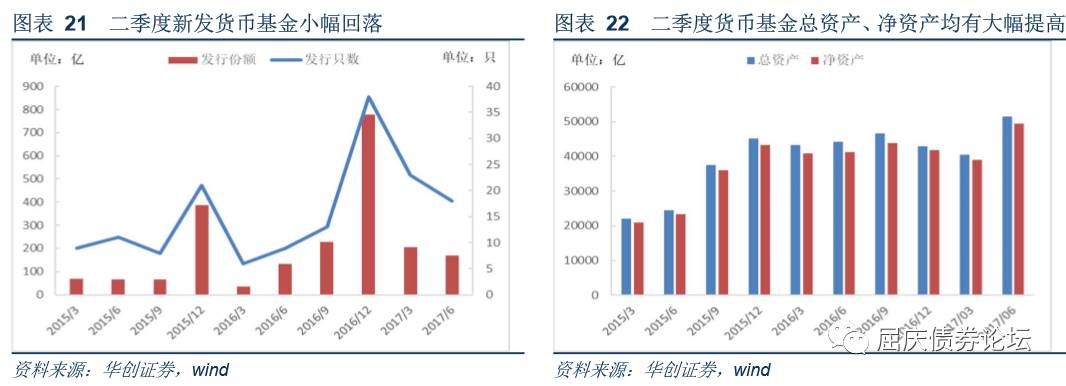 图表 21 二季度新发货币基金小幅回落
单位：亿 发行份额 发行只数 单位：只
900
800
700
600
500
400
300
200
100
0
40
35
30
25
20
15
10
5
0
2015/3 2015/6 2015/9 2015/12 2016/3 2016/6 2016/9 2016/12 2017/3 2017/6
资料来源：华创证券，wind
图表 22 二季度货币基金总资产、净资产均有大幅提高
单位：亿 总资产 净资产
60000
50000
40000
30000
20000
10000
0
2015/3 2015/6 2015/9 2015/12 2016/3 2016/6 2016/9 2016/12 2017/03 2017/06
屈庆债券论坛
资料来源：华创证券，wind